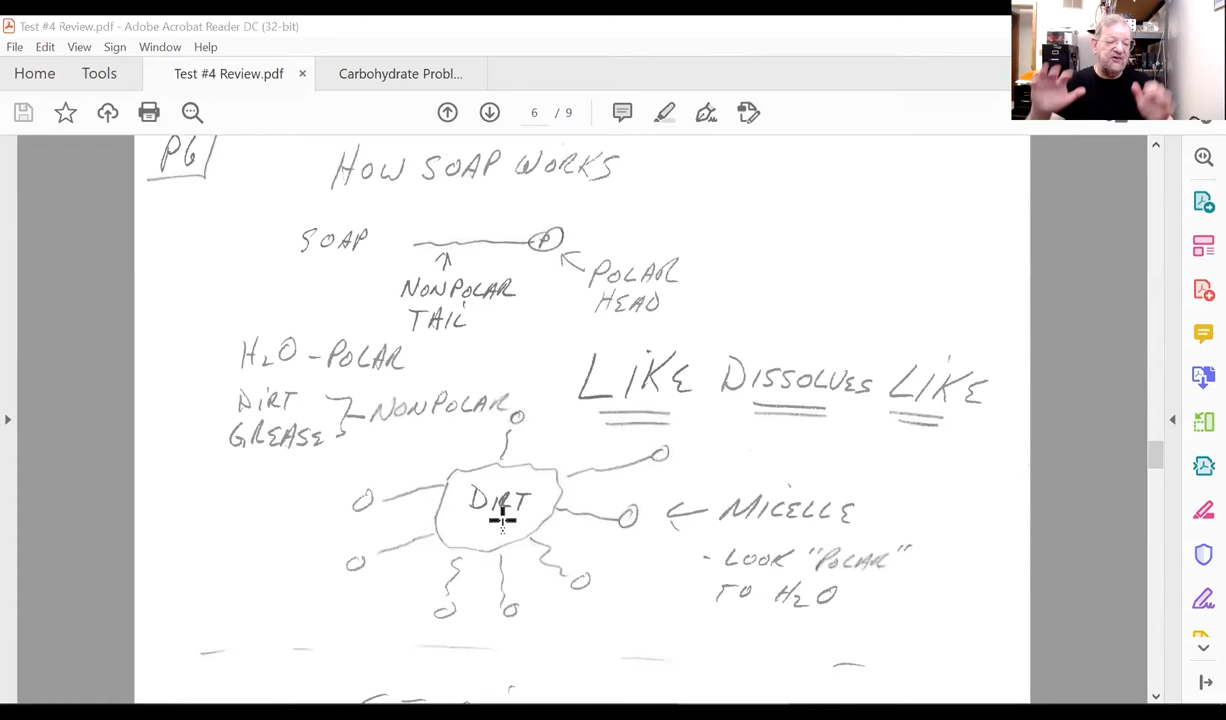 Test #4 Review.pdf - Adobe Acrobat Reader DC (32-bit)
File Edit View Sign Window Help
Home Tools Test #4 Review.pdf × Carbohydrate Probl...
6 / 9
P6
HOW SOAP WORKS
SOAP P
NONPOLAR
TAIL
POLAR
HEAD
H2O - POLAR
DIRT
GREASE
NONPOLAR
LIKE DISSOLVES LIKE
DIRT
MICELLE
- LOOK "POLAR"
TO H2O